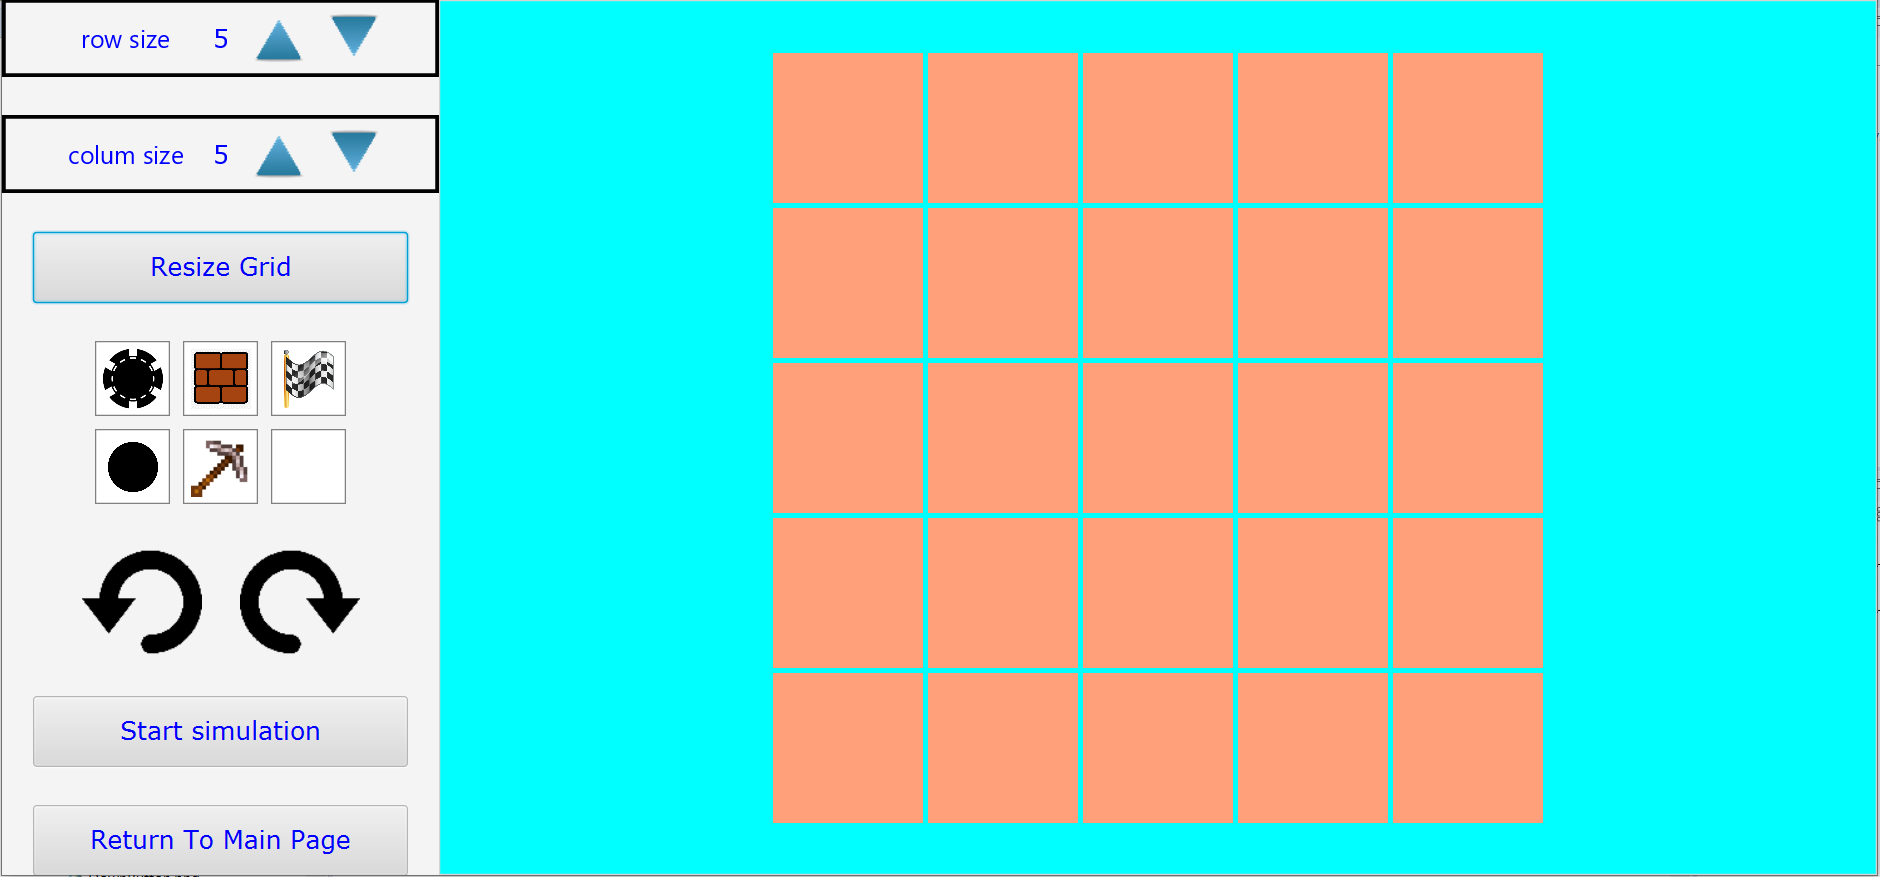 row size 5
colum size 5
Resize Grid
Start simulation
Return To Main Page